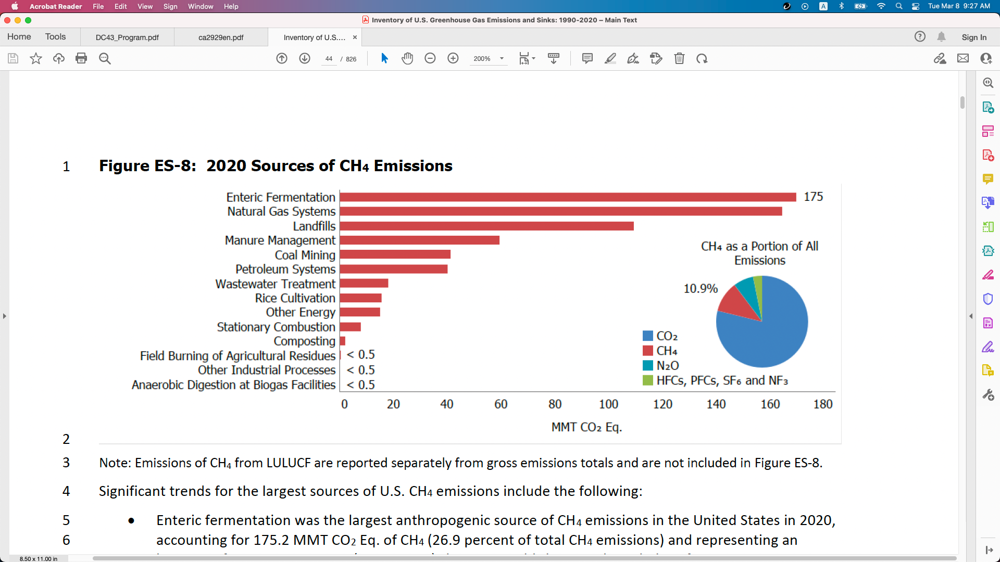 Acrobat Reader File Edit View Sign Window Help A Tue Mar 8 9:27 AM
Inventory of U.S. Greenhouse Gas Emissions and Sinks: 1990-2020 – Main Text
Home Tools DC43_Program.pdf ca2929en.pdf Inventory of U.S.... × ? Sign In
44 / 826 200%
1 Figure ES-8: 2020 Sources of CH₄ Emissions
Enteric Fermentation 175
Natural Gas Systems
Landfills
Manure Management
Coal Mining
Petroleum Systems
Wastewater Treatment
Rice Cultivation
Other Energy
Stationary Combustion
Composting
Field Burning of Agricultural Residues < 0.5
Other Industrial Processes < 0.5
Anaerobic Digestion at Biogas Facilities < 0.5
0 20 40 60 80 100 120 140 160 180
MMT CO₂ Eq.
CH₄ as a Portion of All
Emissions
10.9%
CO₂
CH₄
N₂O
HFCs, PFCs, SF₆ and NF₃
2
3 Note: Emissions of CH₄ from LULUCF are reported separately from gross emissions totals and are not included in Figure ES-8.
4 Significant trends for the largest sources of U.S. CH₄ emissions include the following:
5 • Enteric fermentation was the largest anthropogenic source of CH₄ emissions in the United States in 2020,
6 accounting for 175.2 MMT CO₂ Eq. of CH₄ (26.9 percent of total CH₄ emissions) and representing an
8.50 x 11.00 in